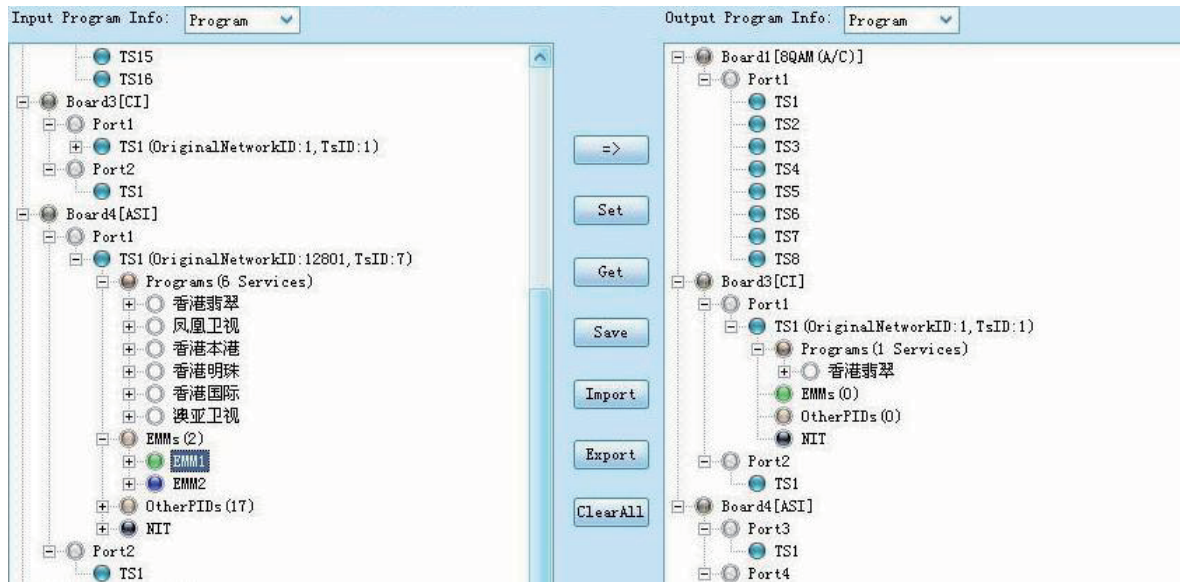 Input Program Info: Program
TS15
TS16
Board3[CI]
Port1
TS1(OriginalNetworkID:1,TsID:1)
Port2
TS1
Board4[ASI]
Port1
TS1(OriginalNetworkID:12801,TsID:7)
Programs(6 Services)
香港翡翠
凤凰卫视
香港本港
香港明珠
香港国际
澳亚卫视
EMMs(2)
EMM1
EMM2
OtherPIDs(17)
NIT
Port2
TS1
=>
Set
Get
Save
Import
Export
ClearAll
Output Program Info: Program
Board1[8QAM(A/C)]
Port1
TS1
TS2
TS3
TS4
TS5
TS6
TS7
TS8
Board3[CI]
Port1
TS1(OriginalNetworkID:1,TsID:1)
Programs(1 Services)
香港翡翠
EMMs(0)
OtherPIDs(0)
NIT
Port2
TS1
Board4[ASI]
Port3
TS1
Port4